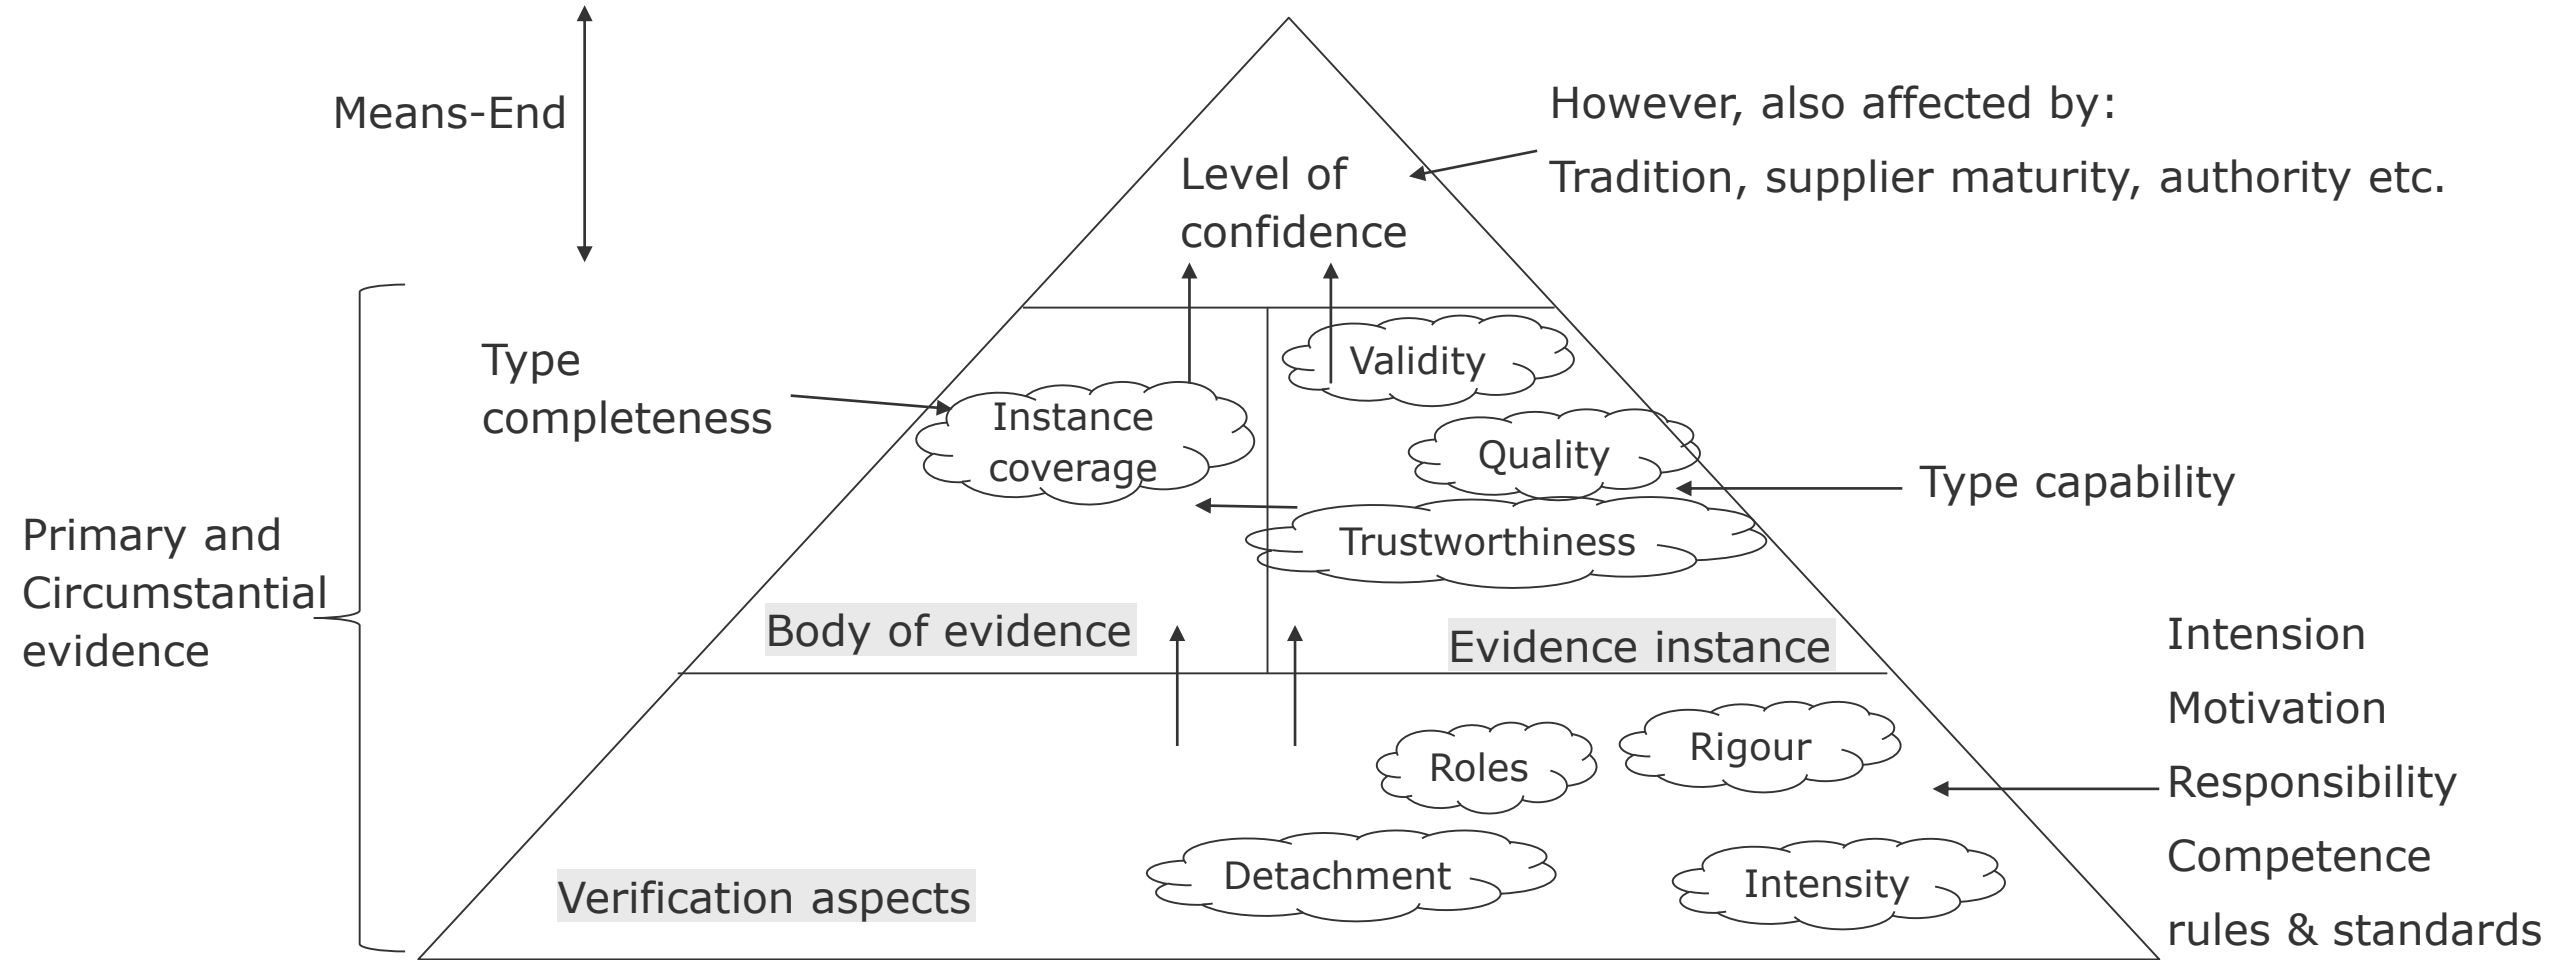 Means-End
However, also affected by:
Tradition, supplier maturity, authority etc.
Level of
confidence
Type
completeness
Validity
Instance
coverage
Quality
Type capability
Trustworthiness
Primary and
Circumstantial
evidence
Body of evidence
Evidence instance
Intension
Motivation
Responsibility
Competence
rules & standards
Roles
Rigour
Detachment
Intensity
Verification aspects